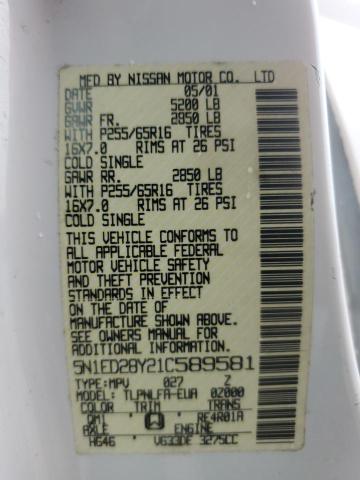 MFD BY NISSAN MOTOR CO. LTD
DATE 05/01
GVWR 5200 LB
GAWR FR. 2850 LB
WITH P255/65R16 TIRES
16X7.0 RIMS AT 26 PSI
COLD SINGLE
GAWR RR. 2850 LB
WITH P255/65R16 TIRES
16X7.0 RIMS AT 26 PSI
COLD SINGLE
THIS VEHICLE CONFORMS TO
ALL APPLICABLE FEDERAL
MOTOR VEHICLE SAFETY
AND THEFT PREVENTION
STANDARDS IN EFFECT
ON THE DATE OF
MANUFACTURE SHOWN ABOVE.
SEE OWNERS MANUAL FOR
ADDITIONAL INFORMATION.
5N1ED28Y21C589581
TYPE:MPV 027 Z
MODEL: TLPNLFA-EUA 0Z000
COLOR TRIM TRANS
QM1 RE4R01A
AXLE ENGINE
HG46 VG33DE 3275CC